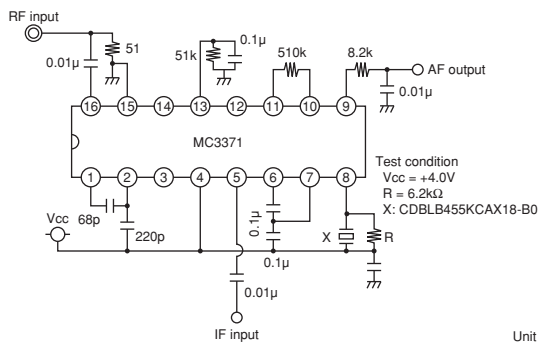 RF input
0.01μ
51
51k
0.1μ
510k
8.2k
AF output
0.01μ
16
15
14
13
12
11
10
9
MC3371
1
2
3
4
5
6
7
8
Test condition
Vcc = +4.0V
R = 6.2kΩ
X: CDBLB455KCAX18-B0
Vcc
68p
220p
0.1μ
0.1μ
X
R
0.01μ
IF input
Unit